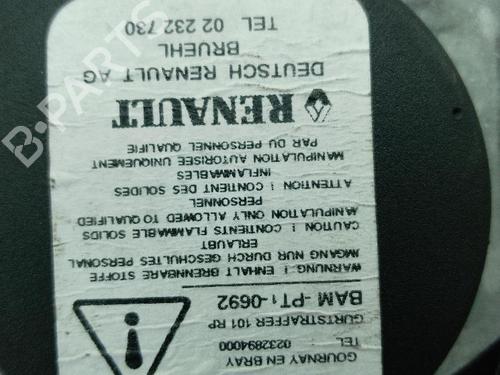 GOURNAY EN BRAY
TEL 0232894000
GURTSTRAFFER 101 RP
BAM -PT1-0692
WARNUNG : ENHALT BRENNBARE STOFFE
IMGANG NUR DURCH GESCHULTES PERSONAL
ERLAUBT
CAUTION : CONTENTS FLAMMABLE SOLIDS
MANIPULATION ONLY ALLOWED TO QUALIFIED
PERSONNEL
ATTENTION : CONTIENT DES SOLIDES
INFLAMMABLES
MANIPULATION AUTORISEE UNIQUEMENT
PAR DU PERSONNEL QUALIFIE
RENAULT
DEUTSCH RENAULT AG
BRUEHL
TEL 02 232 730
B-PARTS